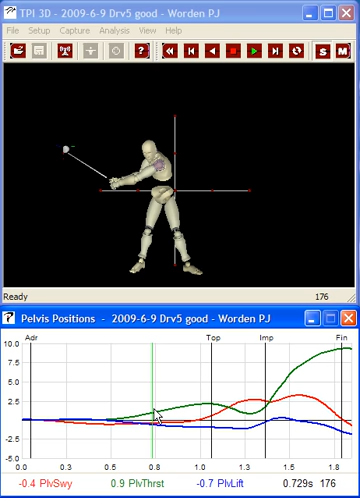 TPI 3D - 2009-6-9 Drv5 good - Worden PJ
File Setup Capture Analysis View Help
S M
Ready 176
Pelvis Positions - 2009-6-9 Drv5 good - Worden PJ
Adr Top Imp Fin
10.0
7.5
5.0
2.5
-2.5
-5.0
0.0 0.3 0.5 0.8 1.0 1.3 1.5 1.8
-0.4 PlvSwy 0.9 PlvThrst -0.7 PlvLift 0.729s 176